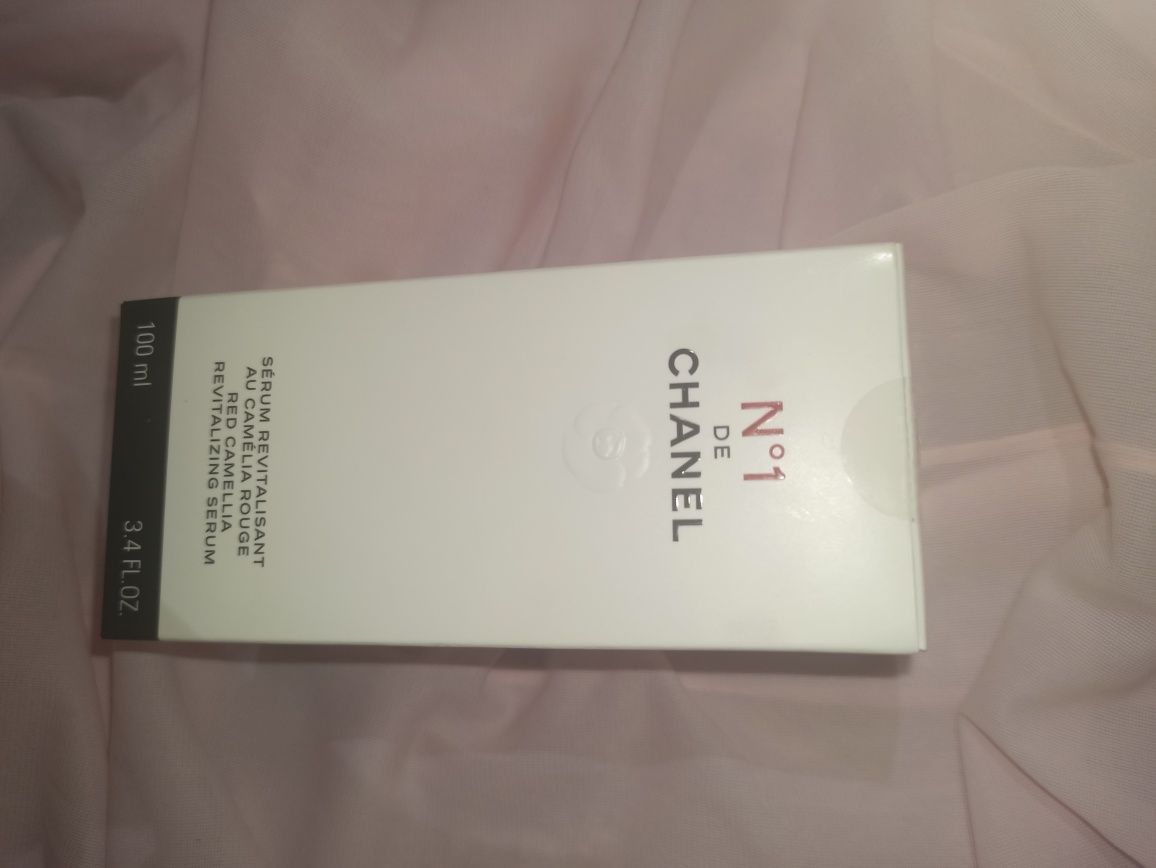 N°1
DE
CHANEL
SÉRUM REVITALISANT
AU CAMÉLIA ROUGE
RED CAMELLIA
REVITALIZING SERUM
100 ml 3.4 FL.OZ.